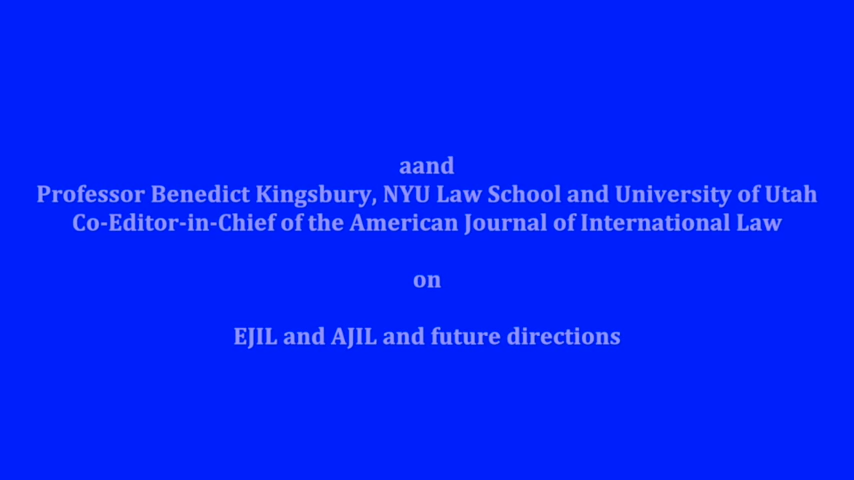 aand
Professor Benedict Kingsbury, NYU Law School and University of Utah
Co-Editor-in-Chief of the American Journal of International Law
on
EJIL and AJIL and future directions